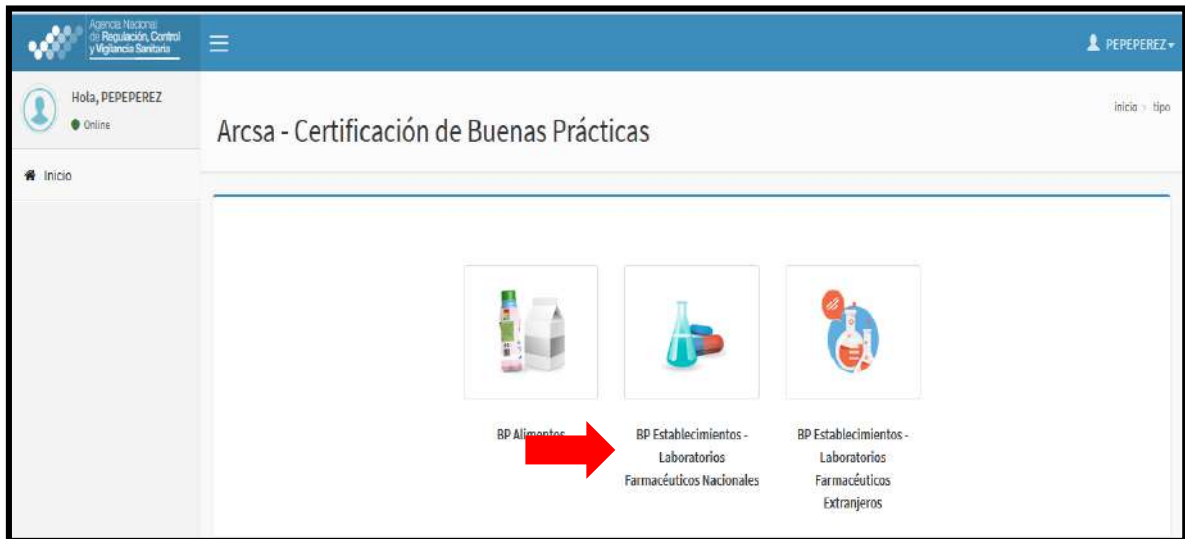 Agencia Nacional
de Regulación, Control
y Vigilancia Sanitaria
PEPEPEREZ
Hola, PEPEPEREZ
Online
inicio > tipo
Arcsa - Certificación de Buenas Prácticas
Inicio
BP Alimentos
BP Establecimientos -
Laboratorios
Farmacéuticos Nacionales
BP Establecimientos -
Laboratorios
Farmacéuticos
Extranjeros